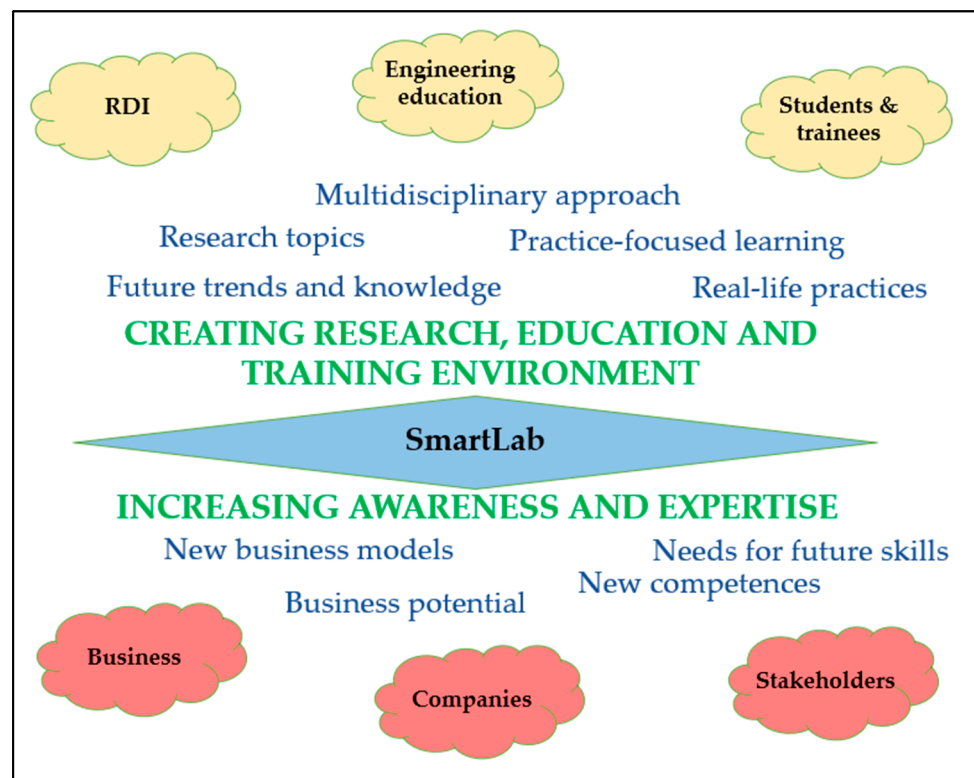 RDI
Engineering
education
Students &
trainees
Multidisciplinary approach
Research topics
Practice-focused learning
Future trends and knowledge
Real-life practices
CREATING RESEARCH, EDUCATION AND
TRAINING ENVIRONMENT
SmartLab
INCREASING AWARENESS AND EXPERTISE
New business models
Needs for future skills
New competences
Business potential
Business
Companies
Stakeholders